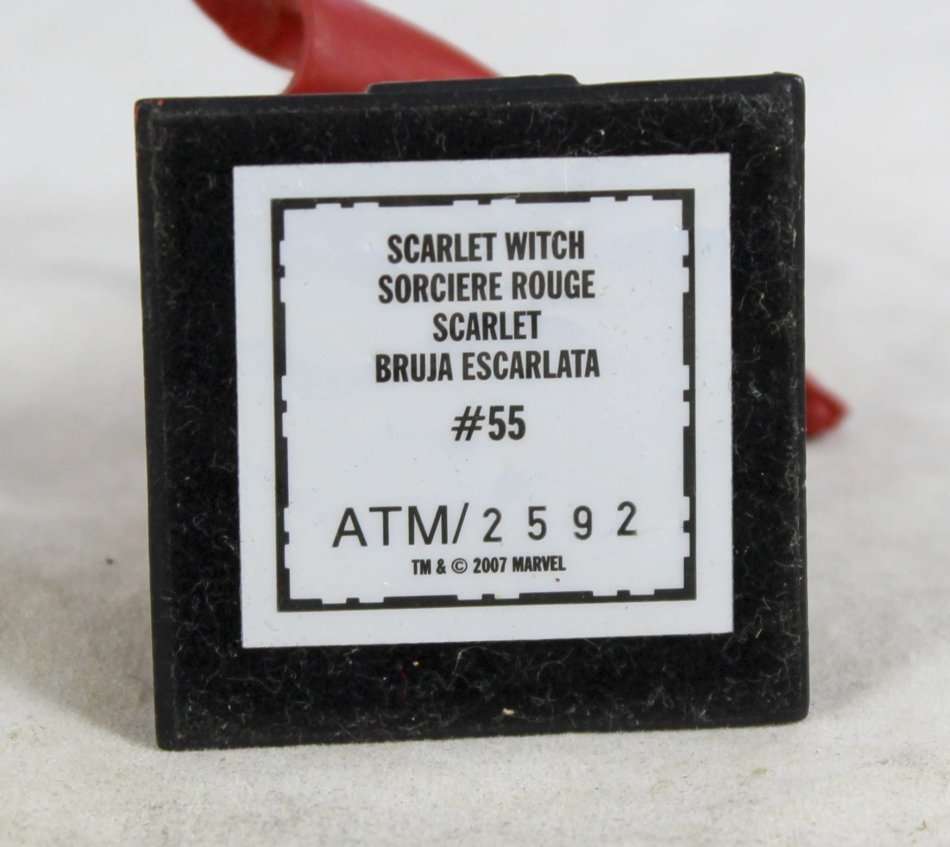 SCARLET WITCH
SORCIERE ROUGE
SCARLET
BRUJA ESCARLATA
#55
ATM/2592
TM & © 2007 MARVEL